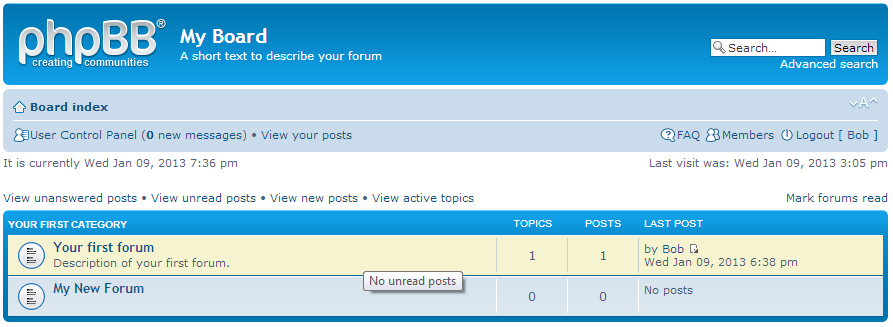 phpBB®
creating communities
My Board
A short text to describe your forum
Search...
Search
Advanced search
Board index
A
User Control Panel (0 new messages) • View your posts
FAQ Members Logout [ Bob ]
It is currently Wed Jan 09, 2013 7:36 pm
Last visit was: Wed Jan 09, 2013 3:05 pm
View unanswered posts • View unread posts • View new posts • View active topics
Mark forums read
YOUR FIRST CATEGORY TOPICS POSTS LAST POST
Your first forum
Description of your first forum.
1
1
by Bob
Wed Jan 09, 2013 6:38 pm
No unread posts
My New Forum
0
0
No posts